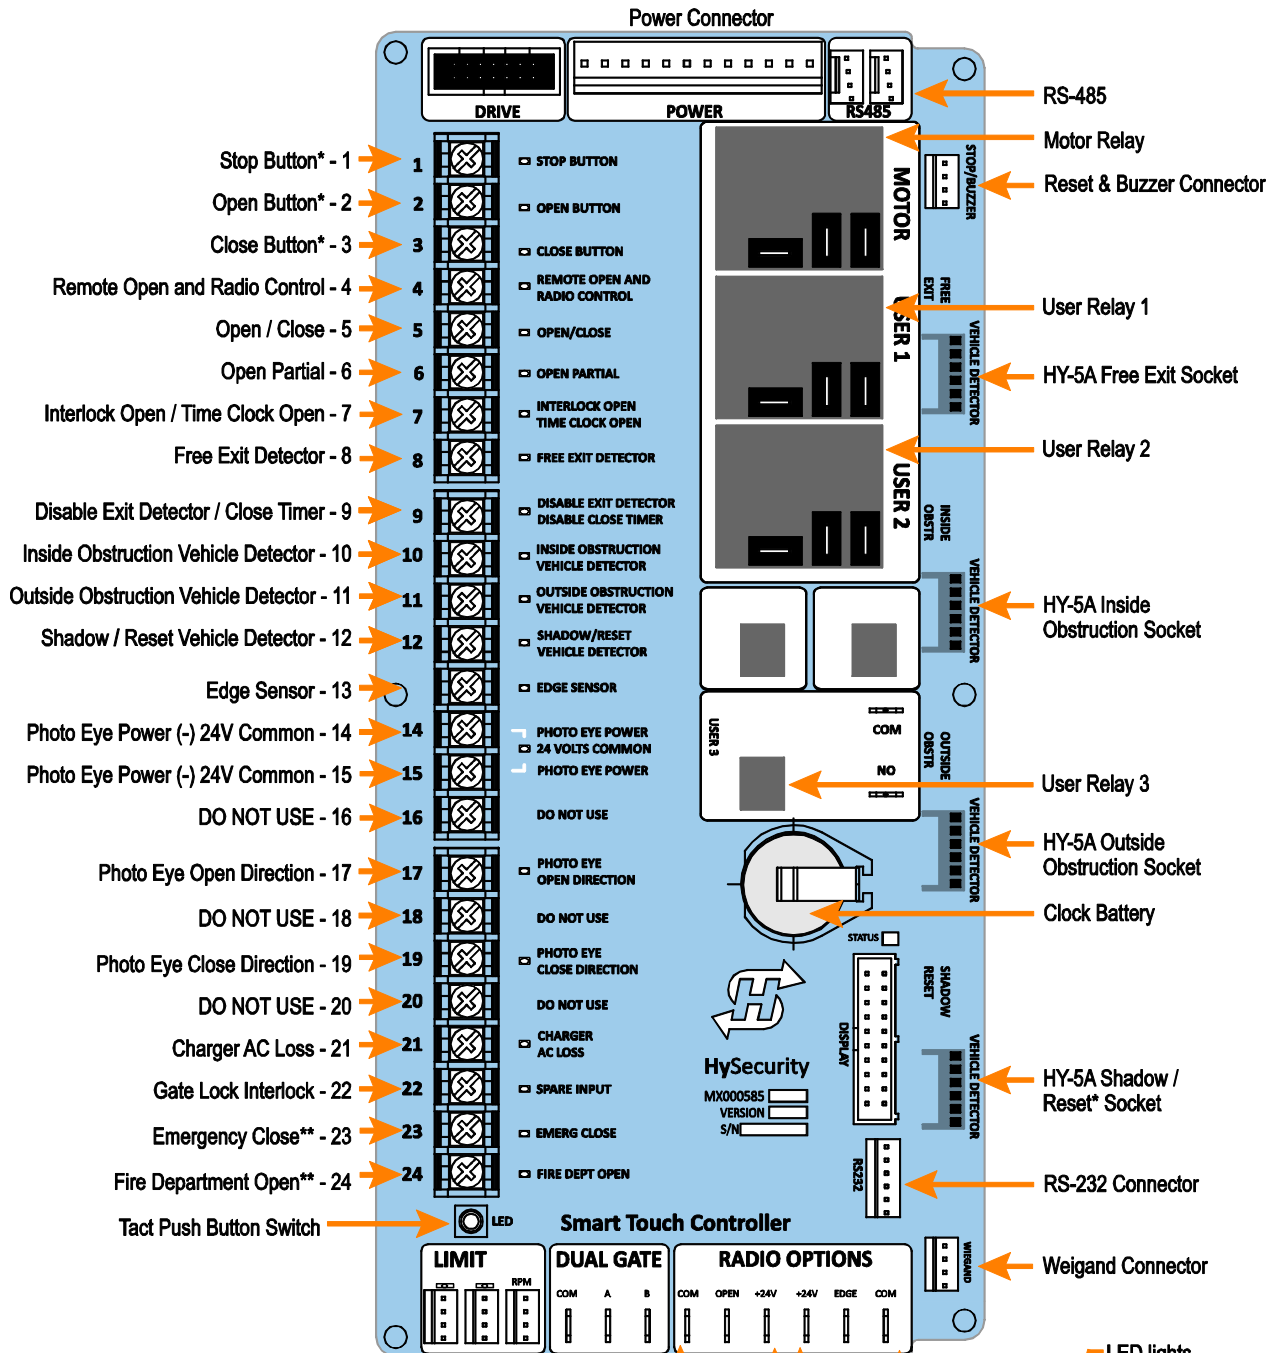 Power Connector
DRIVE
POWER
RS485
RS-485
Motor Relay
Reset & Buzzer Connector
User Relay 1
HY-5A Free Exit Socket
User Relay 2
HY-5A Inside
Obstruction Socket
User Relay 3
HY-5A Outside
Obstruction Socket
Clock Battery
HY-5A Shadow /
Reset* Socket
RS-232 Connector
Weigand Connector
LED lights
Stop Button* - 1
Open Button* - 2
Close Button* - 3
Remote Open and Radio Control - 4
Open / Close - 5
Open Partial - 6
Interlock Open / Time Clock Open - 7
Free Exit Detector - 8
Disable Exit Detector / Close Timer - 9
Inside Obstruction Vehicle Detector - 10
Outside Obstruction Vehicle Detector - 11
Shadow / Reset Vehicle Detector - 12
Edge Sensor - 13
Photo Eye Power (-) 24V Common - 14
Photo Eye Power (-) 24V Common - 15
DO NOT USE - 16
Photo Eye Open Direction - 17
DO NOT USE - 18
Photo Eye Close Direction - 19
DO NOT USE - 20
Charger AC Loss - 21
Gate Lock Interlock - 22
Emergency Close** - 23
Fire Department Open** - 24
Tact Push Button Switch
1
2
3
4
5
6
7
8
9
10
11
12
13
14
15
16
17
18
19
20
21
22
23
24
STOP BUTTON
OPEN BUTTON
CLOSE BUTTON
REMOTE OPEN AND
RADIO CONTROL
OPEN/CLOSE
OPEN PARTIAL
INTERLOCK OPEN
TIME CLOCK OPEN
FREE EXIT DETECTOR
DISABLE EXIT DETECTOR
DISABLE CLOSE TIMER
INSIDE OBSTRUCTION
VEHICLE DETECTOR
OUTSIDE OBSTRUCTION
VEHICLE DETECTOR
SHADOW/RESET
VEHICLE DETECTOR
EDGE SENSOR
PHOTO EYE POWER
24 VOLTS COMMON
PHOTO EYE POWER
DO NOT USE
PHOTO EYE
OPEN DIRECTION
DO NOT USE
PHOTO EYE
CLOSE DIRECTION
DO NOT USE
CHARGER
AC LOSS
SPARE INPUT
EMERG CLOSE
FIRE DEPT OPEN
LED
MOTOR
USER 1
USER 2
USER 3
COM
NO
STOP/BUZZER
FREE
EXIT
VEHICLE DETECTOR
INSIDE
OBSTR
VEHICLE DETECTOR
OUTSIDE
OBSTR
VEHICLE DETECTOR
STATUS
DISPLAY
SHADOW
RESET
VEHICLE DETECTOR
HySecurity
MX000585
VERSION
S/N
RS232
WIEGAND
Smart Touch Controller
LIMIT
RPM
DUAL GATE
COM A B
RADIO OPTIONS
COM OPEN +24V +24V EDGE COM